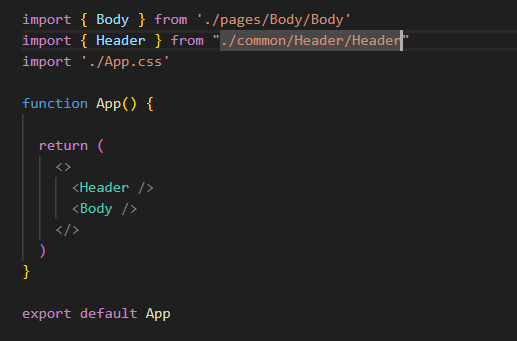 import { Body } from './pages/Body/Body'
import { Header } from "./common/Header/Header"
import './App.css'
function App() {
return (
<>
<Header />
<Body />
</>
)
}
export default App